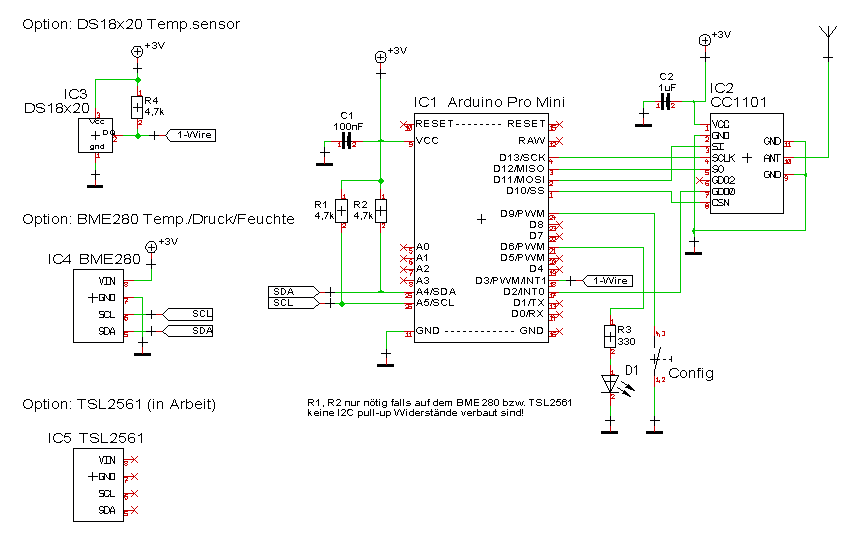 Option: DS18x20 Temp.sensor
+3V
IC3
DS18x20
Vcc
DQ
gnd
R4
4,7k
1-Wire
Option: BME280 Temp./Druck/Feuchte
+3V
IC4 BME280
VIN
GND
SCL
SDA
SCL
SDA
Option: TSL2561 (in Arbeit)
IC5 TSL2561
VIN
GND
SCL
SDA
+3V
C1
100nF
R1
4,7k
R2
4,7k
SDA
SCL
IC1 Arduino Pro Mini
RESET
VCC
A0
A1
A2
A3
A4/SDA
A5/SCL
GND
RESET
RAW
D13/SCK
D12/MISO
D11/MOSI
D10/SS
D9/PWM
D8
D7
D6/PWM
D5/PWM
D4
D3/PWM/INT1
D2/INT0
D1/TX
D0/RX
GND
1-Wire
R3
330
D1
Config
+3V
C2
1uF
IC2
CC1101
VCC
GND
SI
SCLK
SO
GDO2
GDO0
CSN
GND
ANT
GND
R1, R2 nur nötig falls auf dem BME280 bzw. TSL2561
keine I2C pull-up Widerstände verbaut sind!